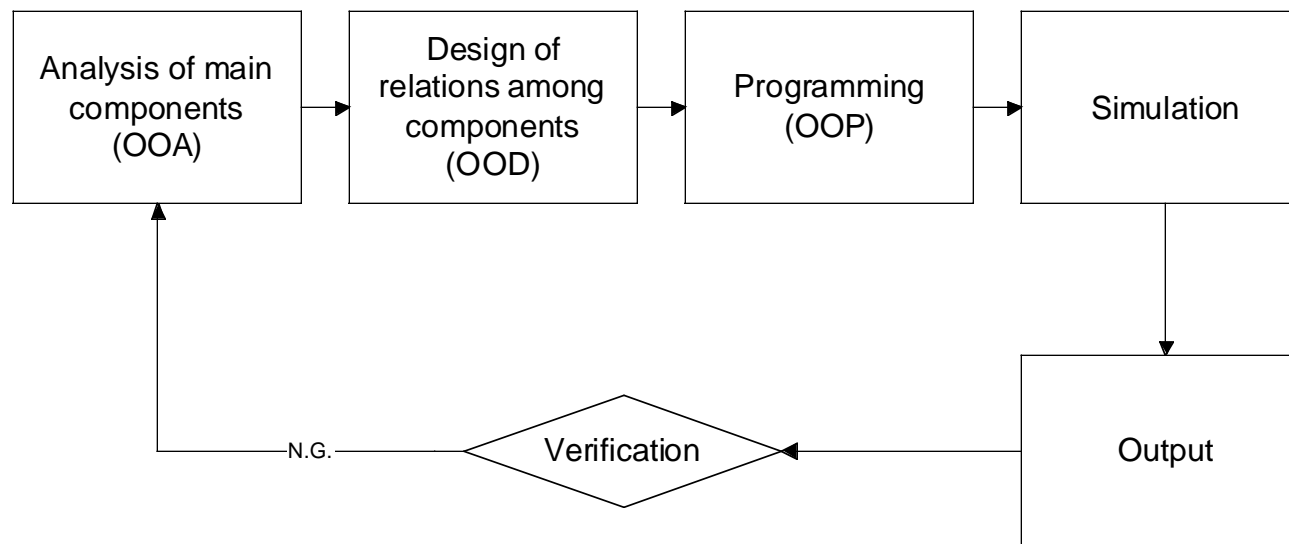 Analysis of main
components
(OOA)
Design of
relations among
components
(OOD)
Programming
(OOP)
Simulation
N.G.
Verification
Output